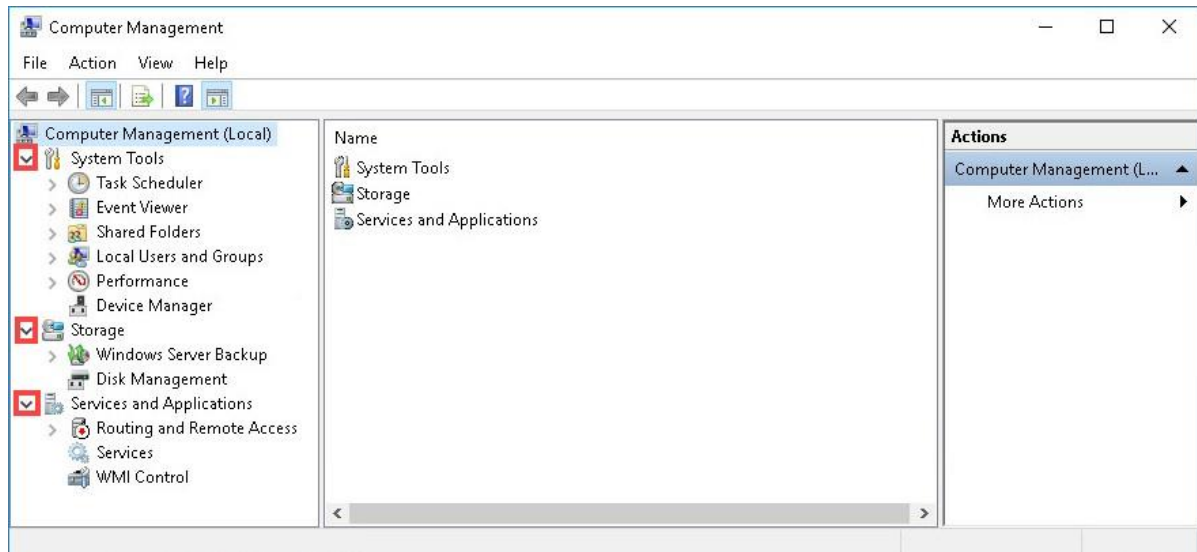 Computer Management
File Action View Help
Computer Management (Local)
System Tools
Task Scheduler
Event Viewer
Shared Folders
Local Users and Groups
Performance
Device Manager
Storage
Windows Server Backup
Disk Management
Services and Applications
Routing and Remote Access
Services
WMI Control
Name
System Tools
Storage
Services and Applications
Actions
Computer Management (L...
More Actions